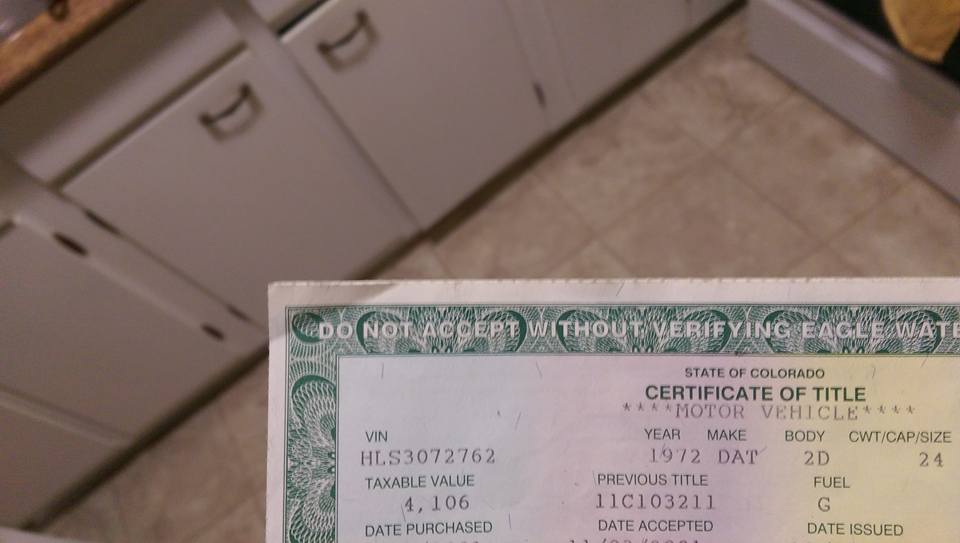 DO NOT ACCEPT WITHOUT VERIFYING EAGLE WATE
STATE OF COLORADO
CERTIFICATE OF TITLE
****MOTOR VEHICLE****
VIN YEAR MAKE BODY CWT/CAP/SIZE
HLS3072762 1972 DAT 2D 24
TAXABLE VALUE PREVIOUS TITLE FUEL
4,106 11C103211 G
DATE PURCHASED DATE ACCEPTED DATE ISSUED